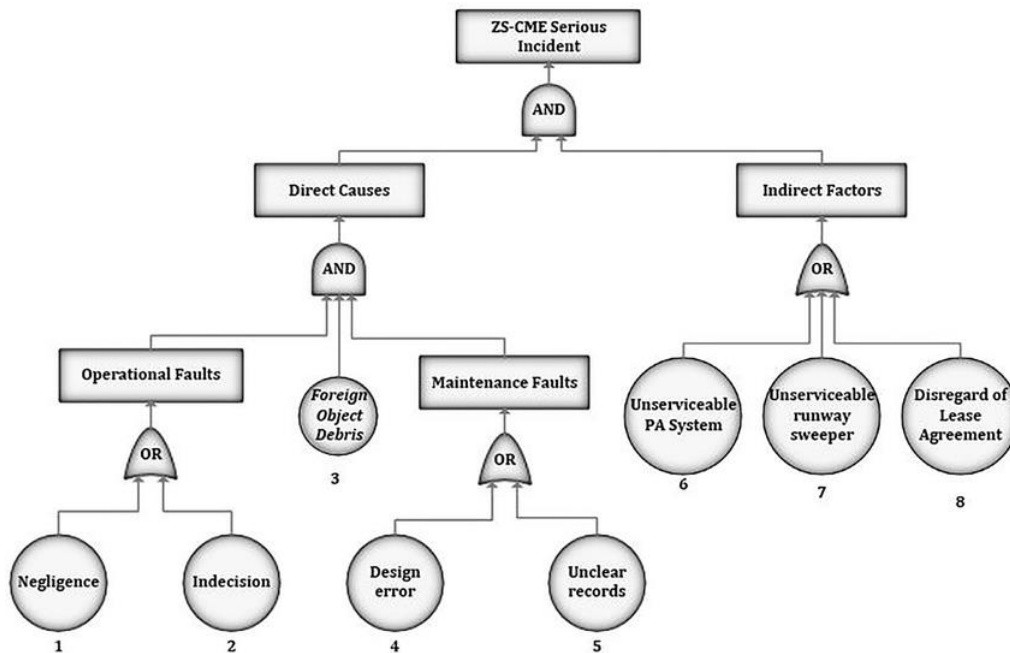 ZS-CME Serious
Incident
AND
Direct Causes
Indirect Factors
AND
OR
Operational Faults
Foreign
Object
Debris
3
Maintenance Faults
Unserviceable
PA System
6
Unserviceable
runway
sweeper
7
Disregard of
Lease
Agreement
8
OR
OR
Negligence
1
Indecision
2
Design
error
4
Unclear
records
5